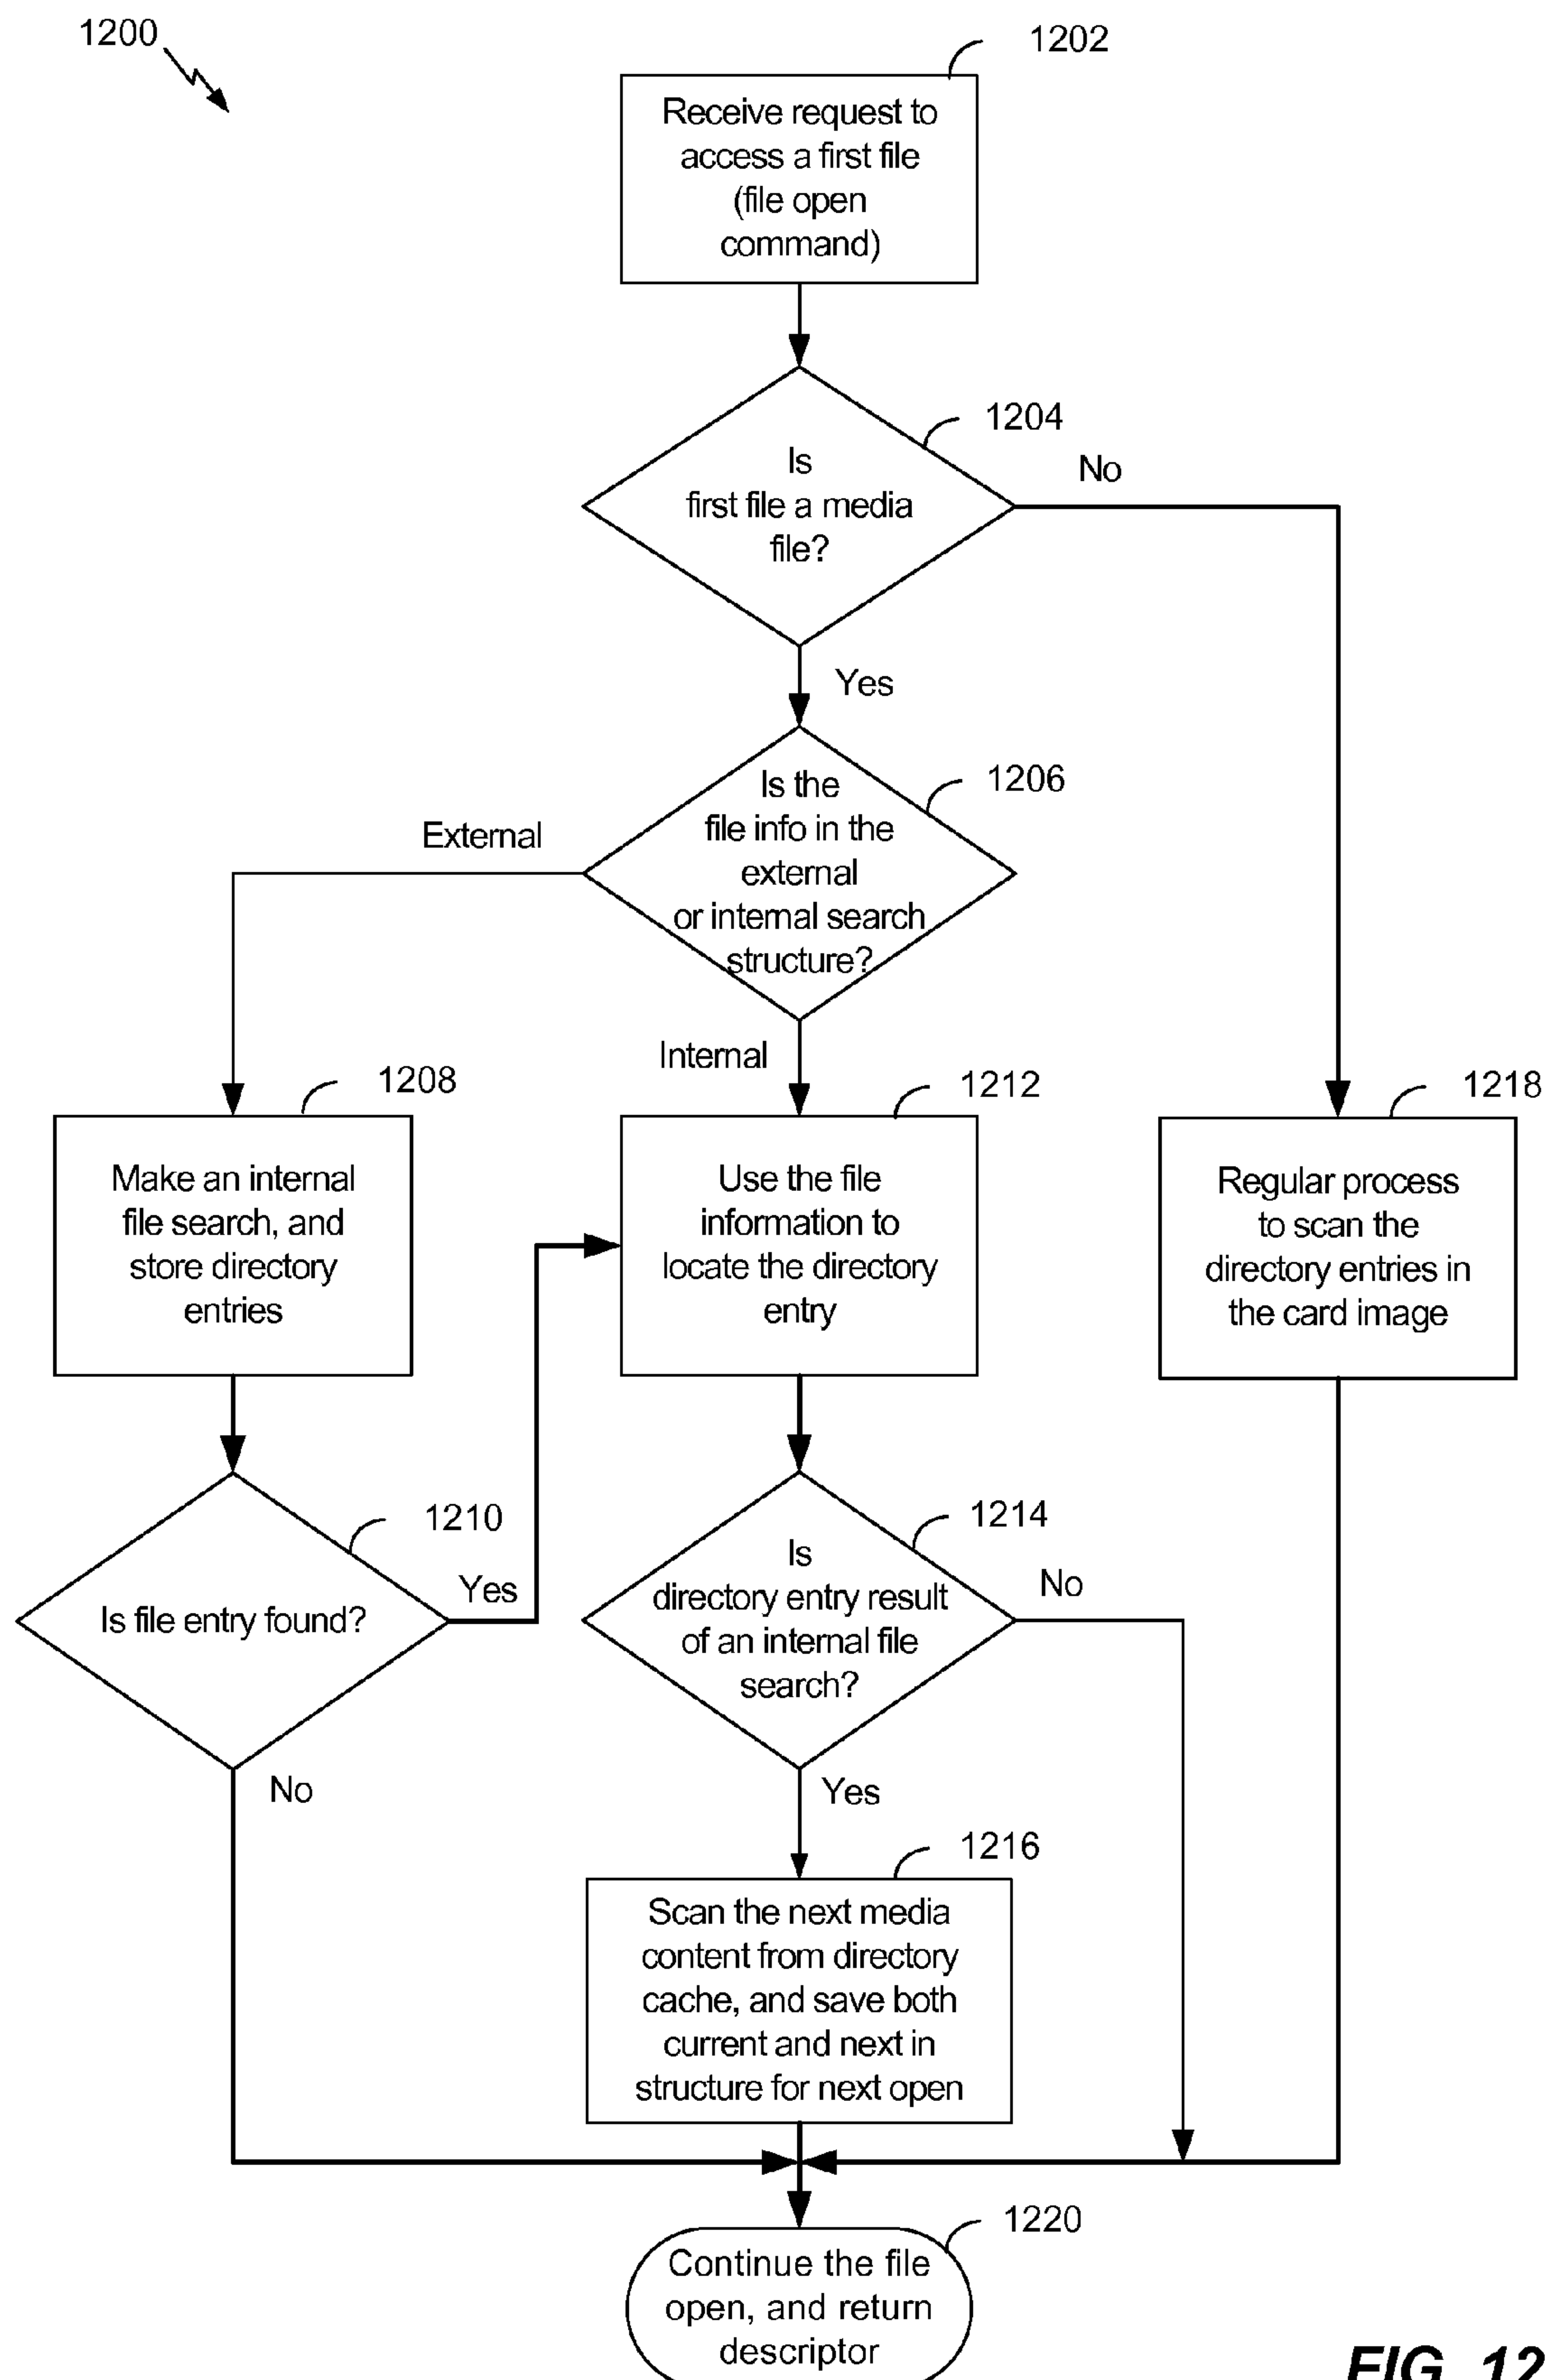 1200
1202
Receive request to
access a first file
(file open
command)
1204
Is
first file a media
file?
No
Yes
1206
Is the
file info in the
external
or internal search
structure?
External
Internal
1208
Make an internal
file search, and
store directory
entries
1212
Use the file
information to
locate the directory
entry
1218
Regular process
to scan the
directory entries in
the card image
1210
Is file entry found?
Yes
No
1214
Is
directory entry result
of an internal file
search?
No
Yes
1216
Scan the next media
content from directory
cache, and save both
current and next in
structure for next open
1220
Continue the file
open, and return
descriptor
FIG. 12